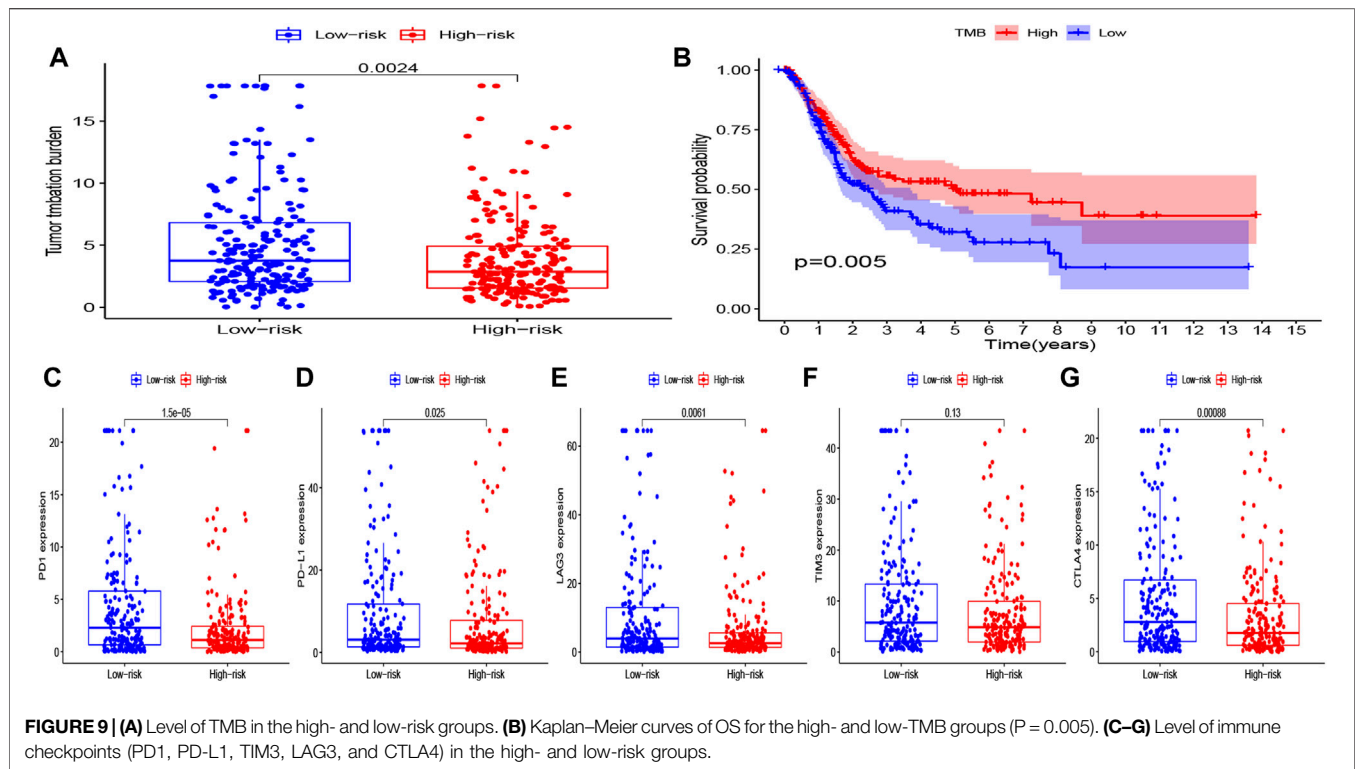 Low-risk High-risk
A
0.0024
Tumor tmbation burden
15
10
5
0
Low-risk High-risk
TMB High Low
B
1.00
0.75
0.50
0.25
0.00
Survival probability
p=0.005
0 1 2 3 4 5 6 7 8 9 10 11 12 13 14 15
Time(years)
C
Low-risk High-risk
1.5e-05
PD1 expression
20
15
10
5
0
Low-risk High-risk
D
Low-risk High-risk
0.025
PD-L1 expression
40
20
0
Low-risk High-risk
E
Low-risk High-risk
0.0061
LAG3 expression
60
40
20
0
Low-risk High-risk
F
Low-risk High-risk
0.13
TIM3 expression
40
30
20
10
0
Low-risk High-risk
G
Low-risk High-risk
0.00088
CTLA4 expression
20
15
10
5
0
Low-risk High-risk
FIGURE 9 | (A) Level of TMB in the high- and low-risk groups. (B) Kaplan–Meier curves of OS for the high- and low-TMB groups (P = 0.005). (C–G) Level of immune
checkpoints (PD1, PD-L1, TIM3, LAG3, and CTLA4) in the high- and low-risk groups.